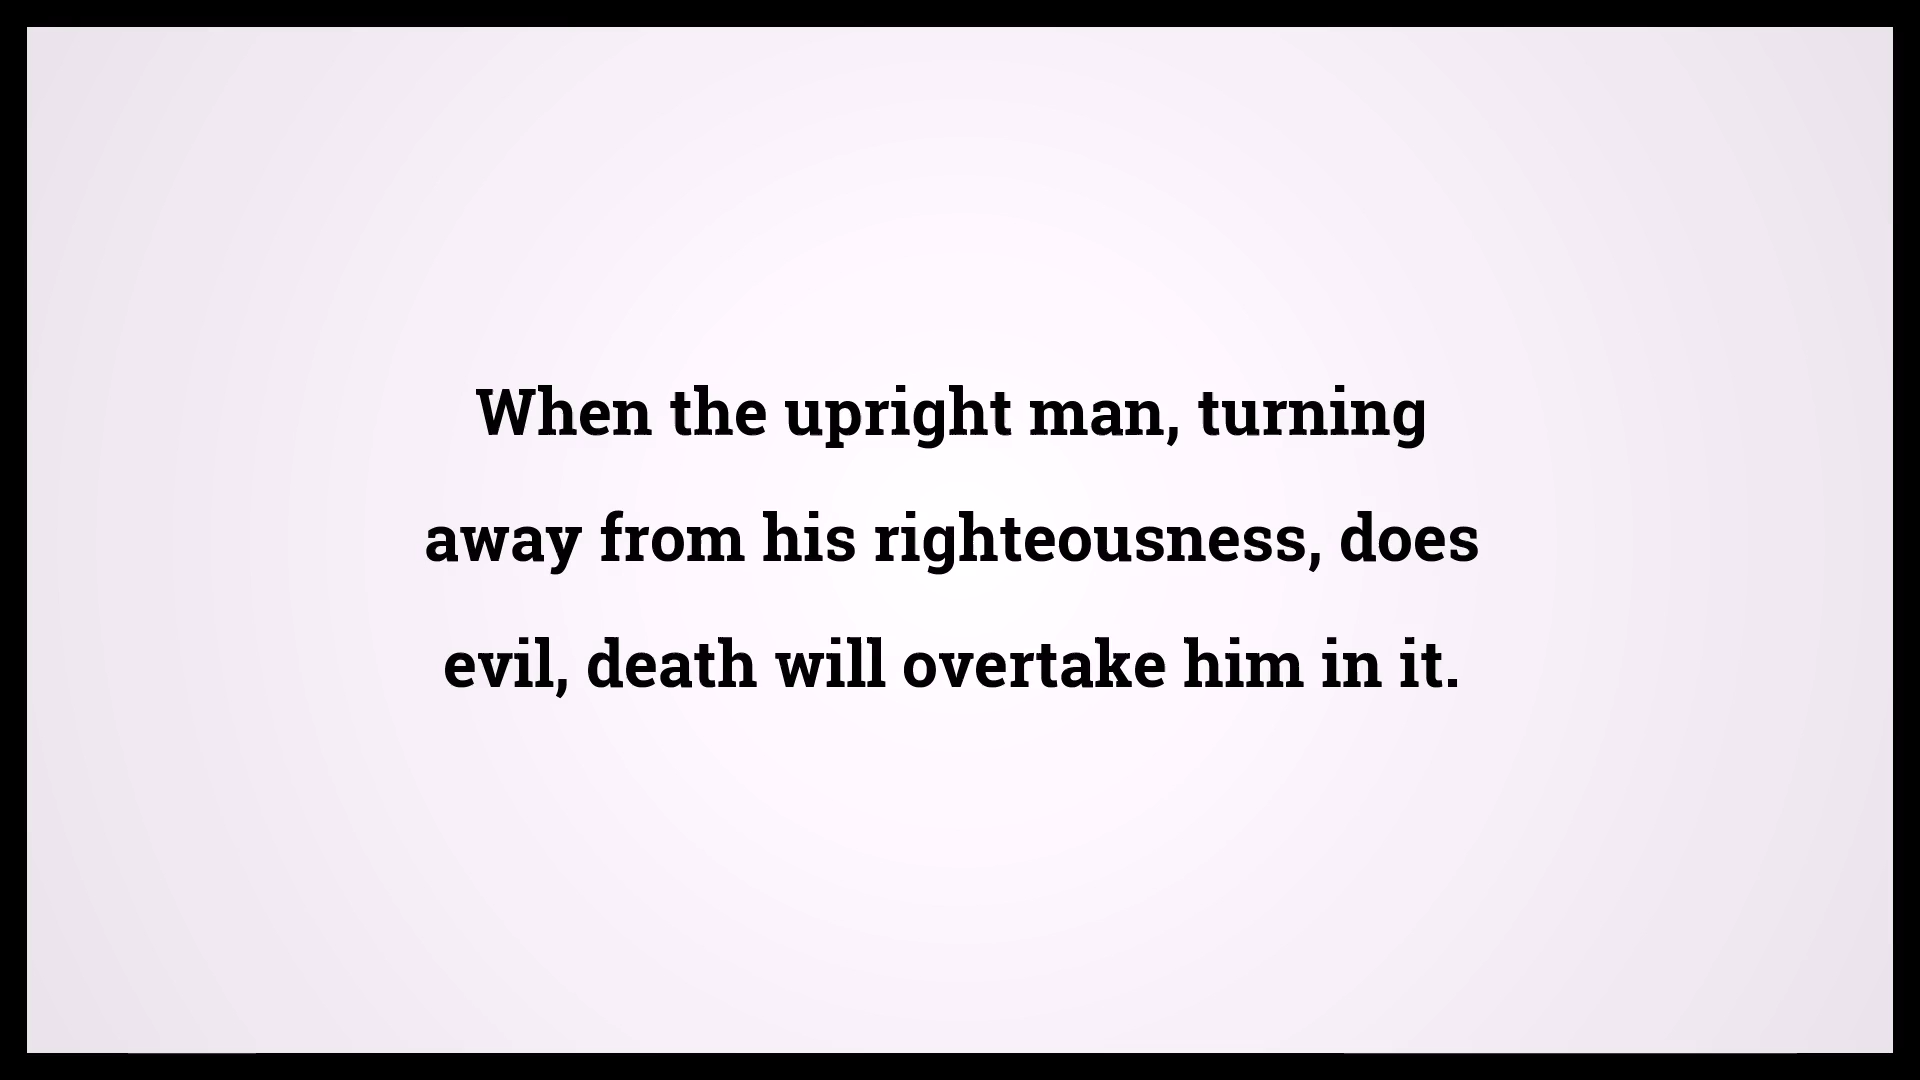 When the upright man, turning
away from his righteousness, does
evil, death will overtake him in it.